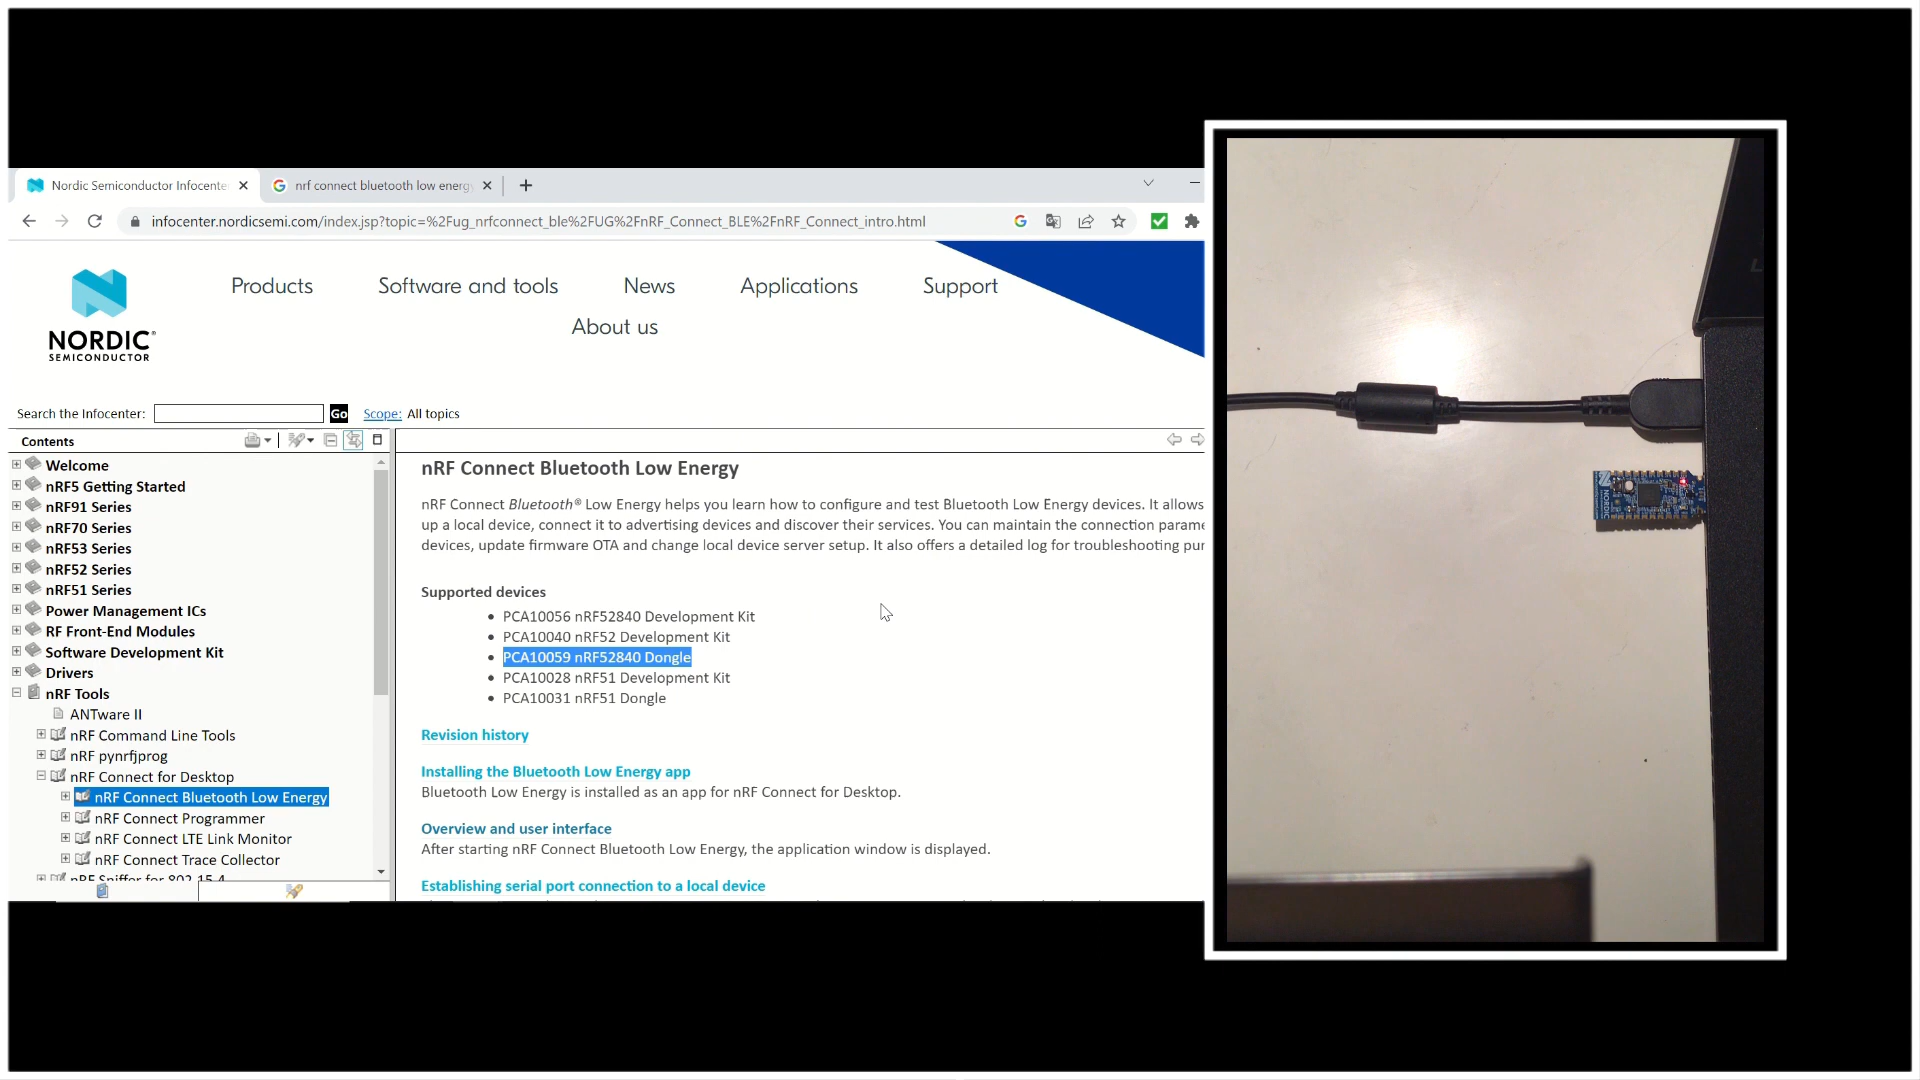 Nordic Semiconductor Infocente
nrf connect bluetooth low energ
infocenter.nordicsemi.com/index.jsp?topic=%2Fug_nrfconnect_ble%2FUG%2FnRF_Connect_BLE%2FnRF_Connect_intro.html
NORDIC®
SEMICONDUCTOR
Products
Software and tools
News
Applications
Support
About us
Search the Infocenter:
Go
Scope: All topics
Contents
Welcome
nRF5 Getting Started
nRF91 Series
nRF70 Series
nRF53 Series
nRF52 Series
nRF51 Series
Power Management ICs
RF Front-End Modules
Software Development Kit
Drivers
nRF Tools
ANTware II
nRF Command Line Tools
nRF pynrfjprog
nRF Connect for Desktop
nRF Connect Bluetooth Low Energy
nRF Connect Programmer
nRF Connect LTE Link Monitor
nRF Connect Trace Collector
nRF Sniffer for 802.15.4
nRF Connect Bluetooth Low Energy
nRF Connect Bluetooth® Low Energy helps you learn how to configure and test Bluetooth Low Energy devices. It allows
up a local device, connect it to advertising devices and discover their services. You can maintain the connection parame
devices, update firmware OTA and change local device server setup. It also offers a detailed log for troubleshooting pur
Supported devices
• PCA10056 nRF52840 Development Kit
• PCA10040 nRF52 Development Kit
• PCA10059 nRF52840 Dongle
• PCA10028 nRF51 Development Kit
• PCA10031 nRF51 Dongle
Revision history
Installing the Bluetooth Low Energy app
Bluetooth Low Energy is installed as an app for nRF Connect for Desktop.
Overview and user interface
After starting nRF Connect Bluetooth Low Energy, the application window is displayed.
Establishing serial port connection to a local device
NORDIC